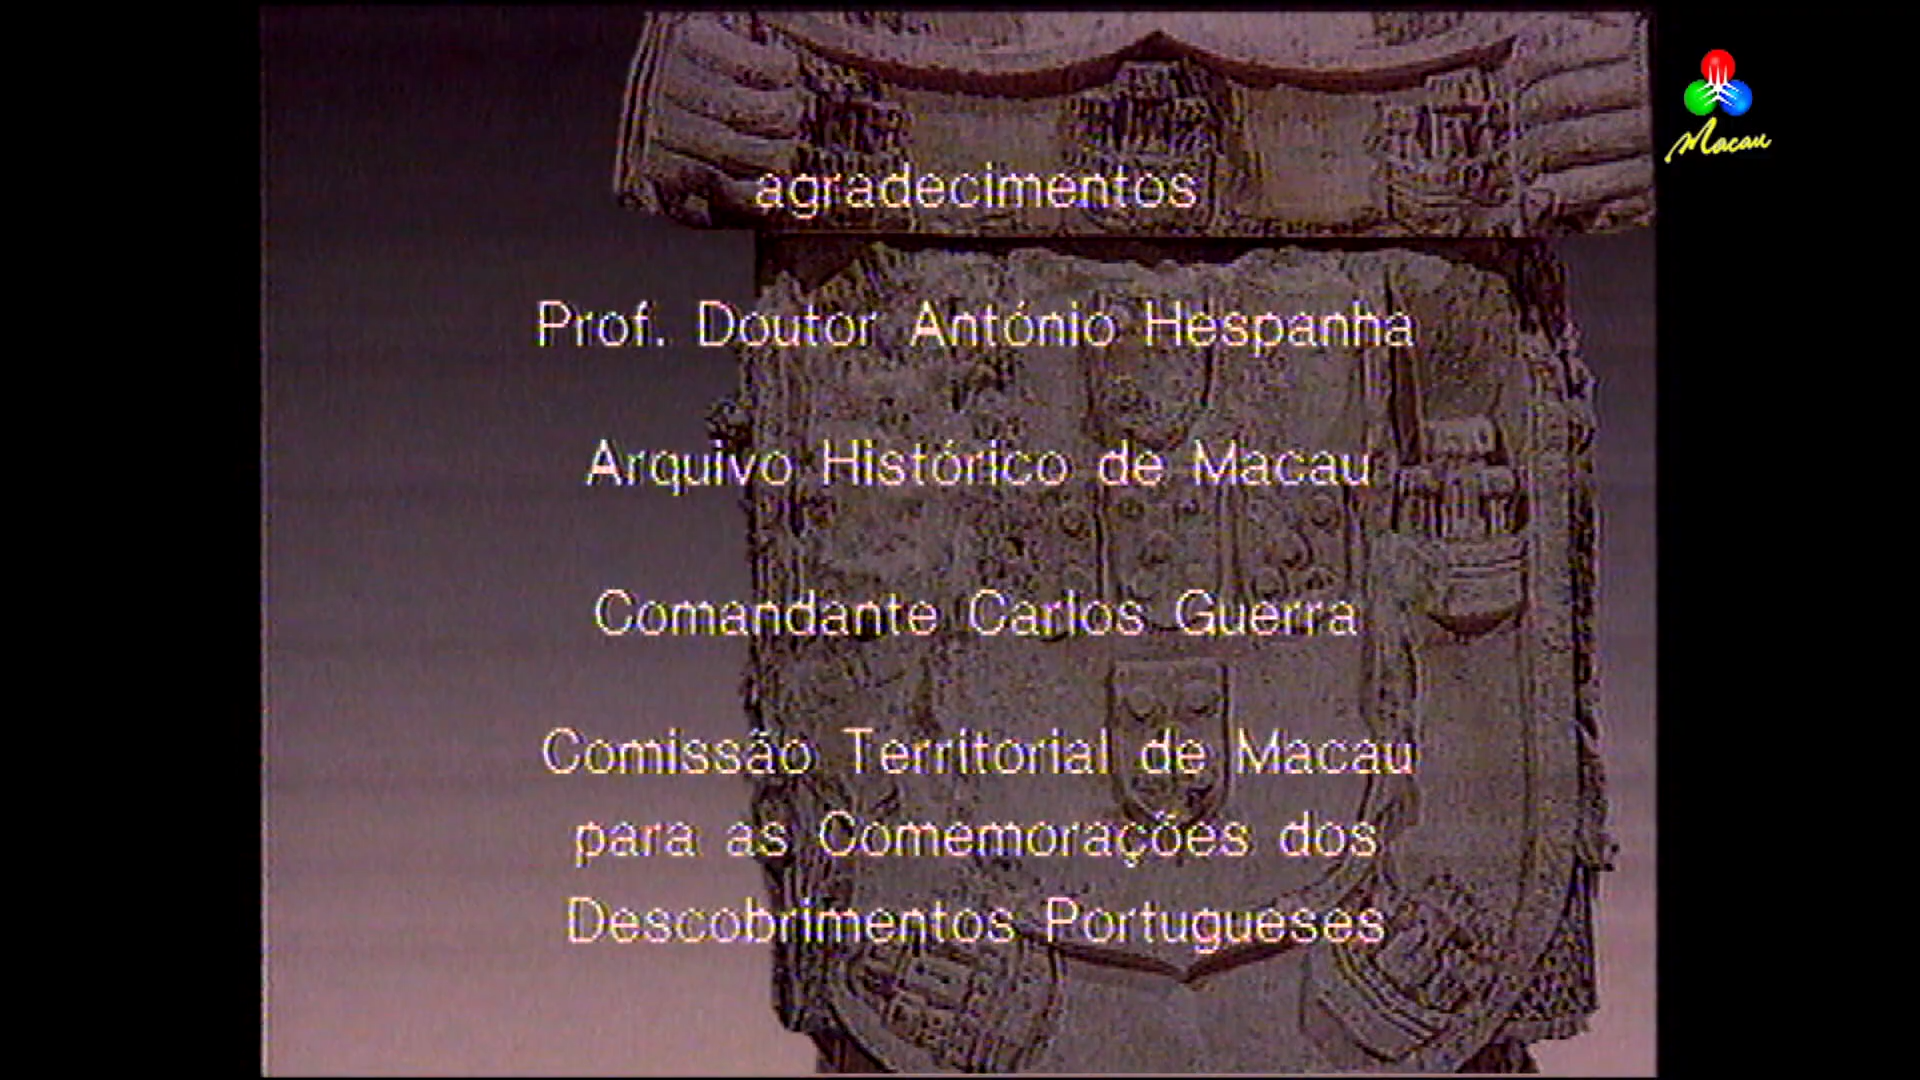 Macau
agradecimentos
Prof. Doutor António Hespanha
Arquivo Histórico de Macau
Comandante Carlos Guerra
Comissão Territorial de Macau
para as Comemorações dos
Descobrimentos Portugueses